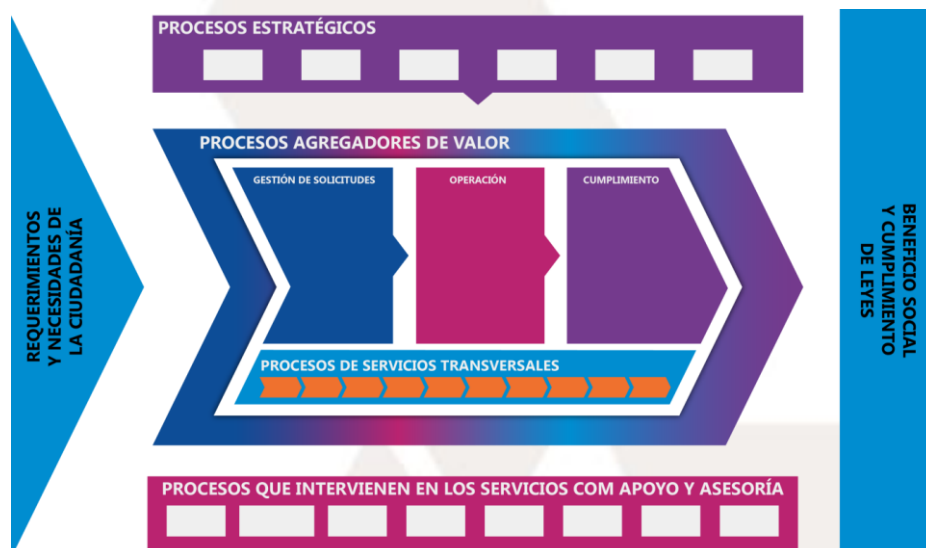 PROCESOS ESTRATÉGICOS
PROCESOS AGREGADORES DE VALOR
GESTIÓN DE SOLICITUDES
OPERACIÓN
CUMPLIMIENTO
PROCESOS DE SERVICIOS TRANSVERSALES
PROCESOS QUE INTERVIENEN EN LOS SERVICIOS COM APOYO Y ASESORÍA
REQUERIMIENTOS
Y NECESIDADES DE
LA CIUDADANÍA
BENEFICIO SOCIAL
Y CUMPLIMIENTO
DE LEYES